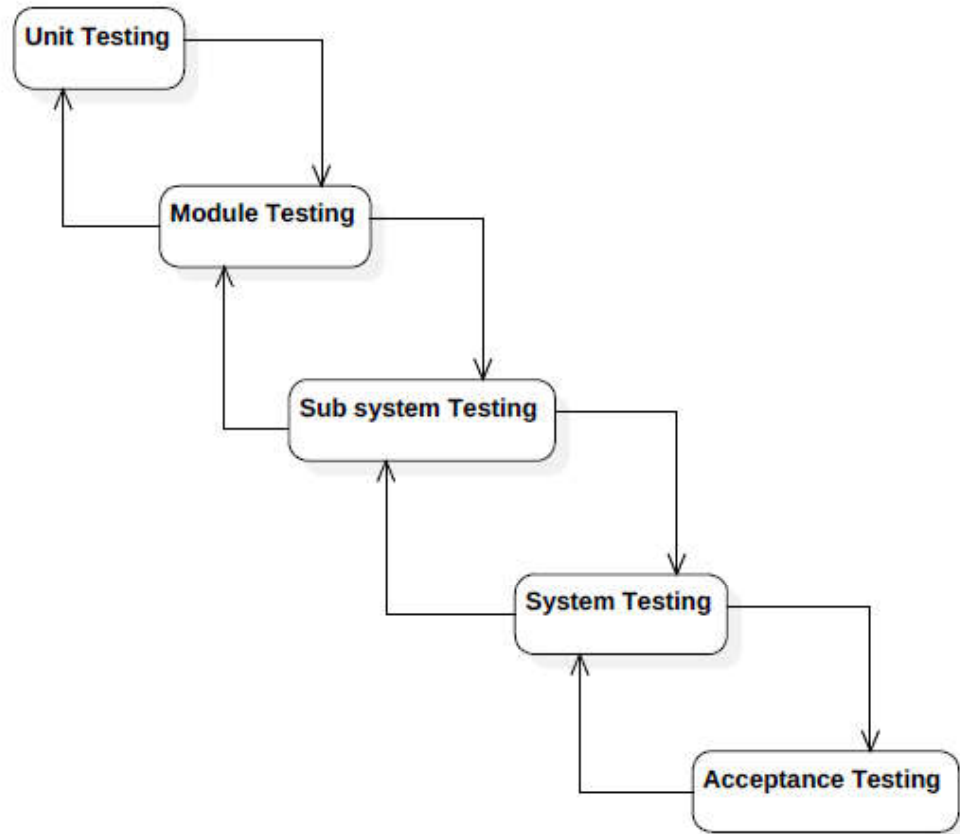 Unit Testing
Module Testing
Sub system Testing
System Testing
Acceptance Testing